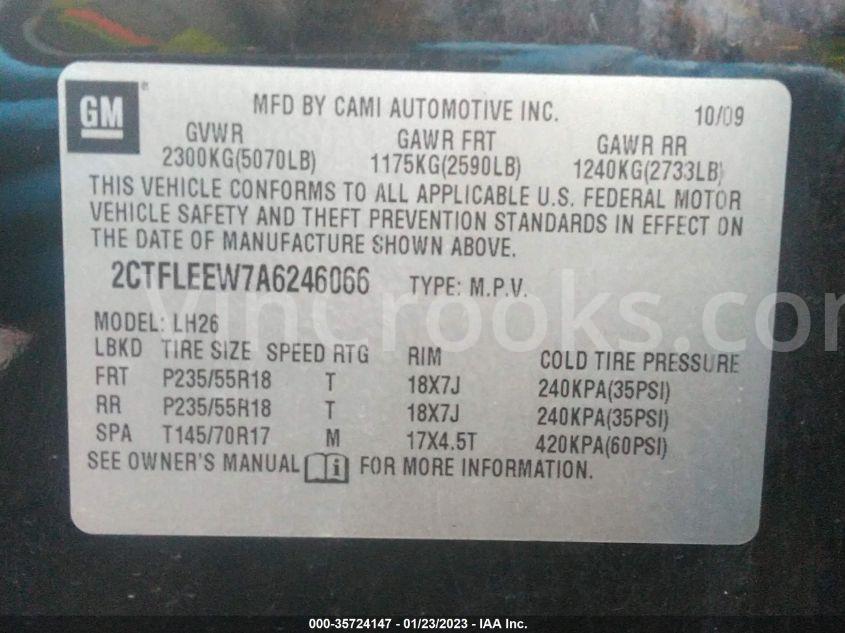 GM
MFD BY CAMI AUTOMOTIVE INC. 10/09
GVWR GAWR FRT GAWR RR
2300KG(5070LB) 1175KG(2590LB) 1240KG(2733LB)
THIS VEHICLE CONFORMS TO ALL APPLICABLE U.S. FEDERAL MOTOR
VEHICLE SAFETY AND THEFT PREVENTION STANDARDS IN EFFECT ON
THE DATE OF MANUFACTURE SHOWN ABOVE.
2CTFLEEW7A6246066 TYPE: M.P.V.
VinCrooks.com
MODEL: LH26
LBKD TIRE SIZE SPEED RTG RIM COLD TIRE PRESSURE
FRT P235/55R18 T 18X7J 240KPA(35PSI)
RR P235/55R18 T 18X7J 240KPA(35PSI)
SPA T145/70R17 M 17X4.5T 420KPA(60PSI)
SEE OWNER'S MANUAL i FOR MORE INFORMATION.
000-35724147 - 01/23/2023 - IAA Inc.